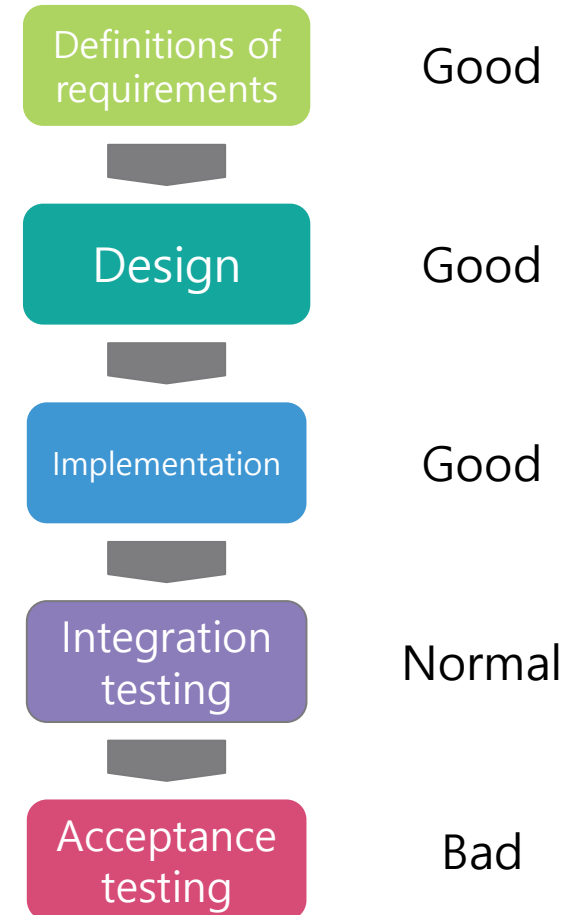 Definitions of
requirements
Good
Design
Good
Implementation
Good
Integration
testing
Normal
Acceptance
testing
Bad